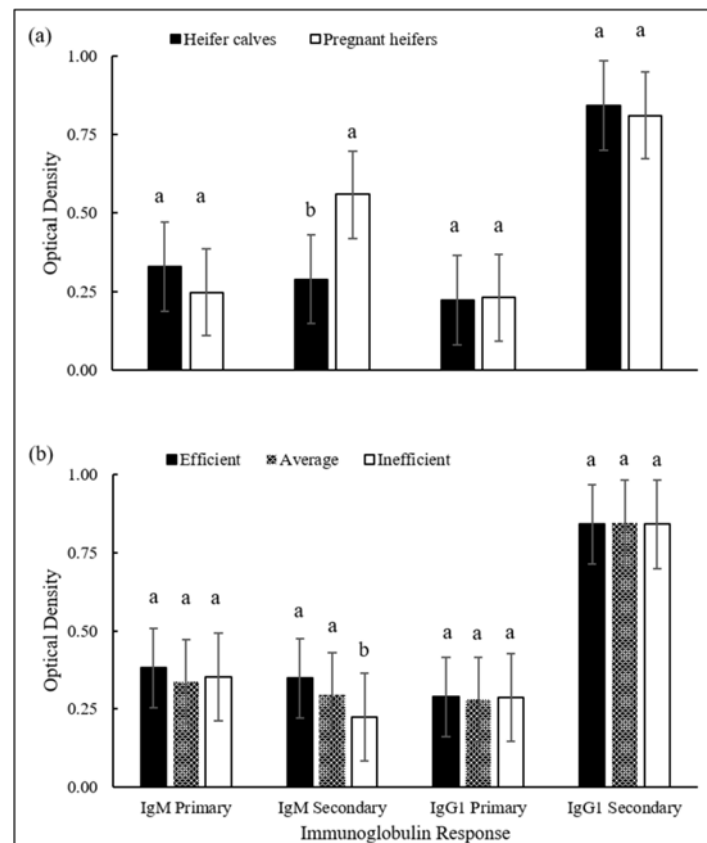 (a)
Heifer calves Pregnant heifers
a a
1.00
0.75
0.50
0.25
0.00
Optical Density
a a
b a
a a
(b)
Efficient Average Inefficient
a a a
1.00
0.75
0.50
0.25
0.00
Optical Density
a a a
a a b
a a a
IgM Primary IgM Secondary IgG1 Primary IgG1 Secondary
Immunoglobulin Response